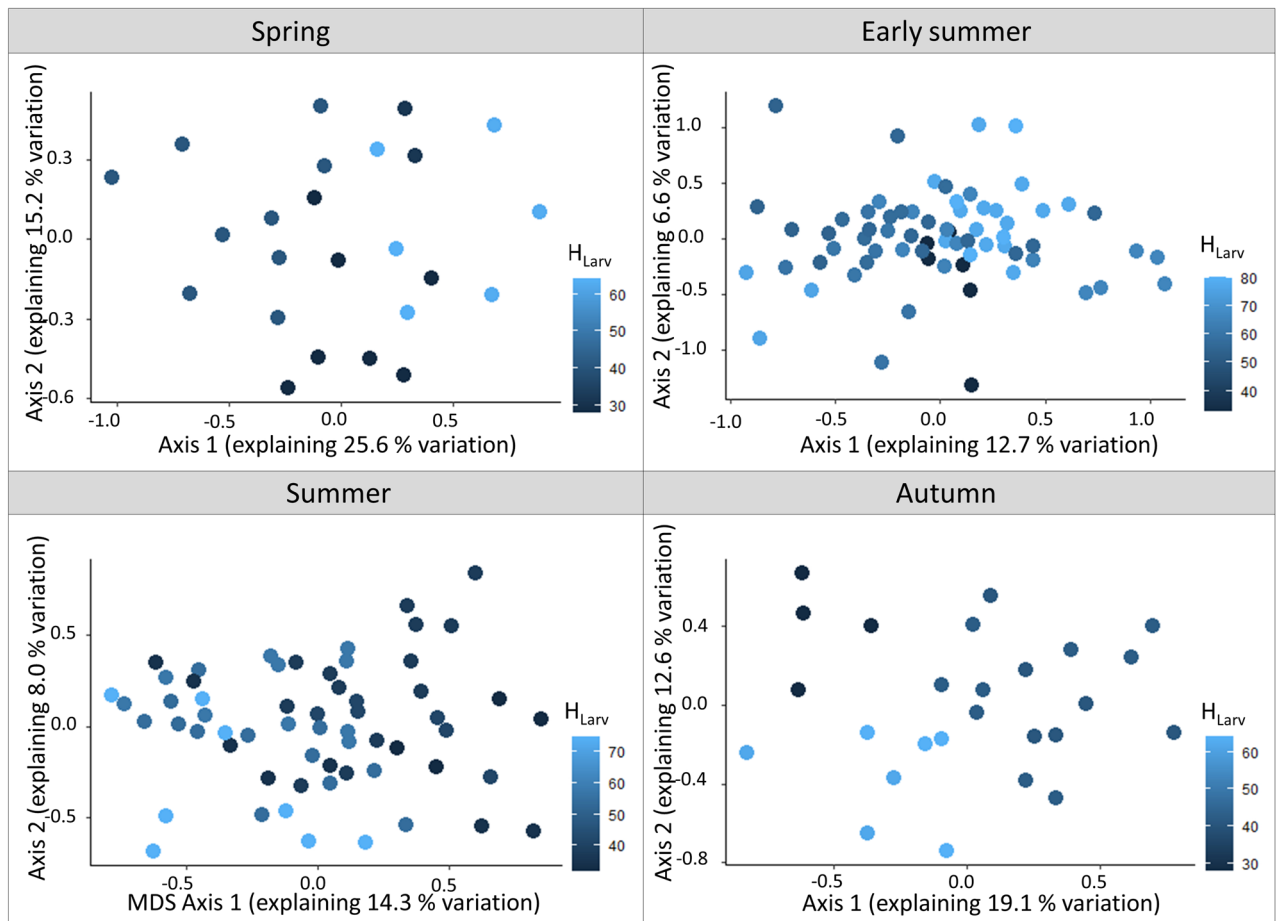 Spring
Axis 2 (explaining 15.2 % variation)
0.3
0.0
-0.3
-0.6
-1.0 -0.5 0.0 0.5
Axis 1 (explaining 25.6 % variation)
H_Larv
60
50
40
30
Early summer
Axis 2 (explaining 6.6 % variation)
1.0
0.5
0.0
-0.5
-1.0
-1.0 -0.5 0.0 0.5 1.0
Axis 1 (explaining 12.7 % variation)
H_Larv
80
70
60
50
40
Summer
Axis 2 (explaining 8.0 % variation)
0.5
0.0
-0.5
-0.5 0.0 0.5
MDS Axis 1 (explaining 14.3 % variation)
H_Larv
70
60
50
40
Autumn
Axis 2 (explaining 12.6 % variation)
0.4
0.0
-0.4
-0.8
-0.5 0.0 0.5
Axis 1 (explaining 19.1 % variation)
H_Larv
60
50
40
30